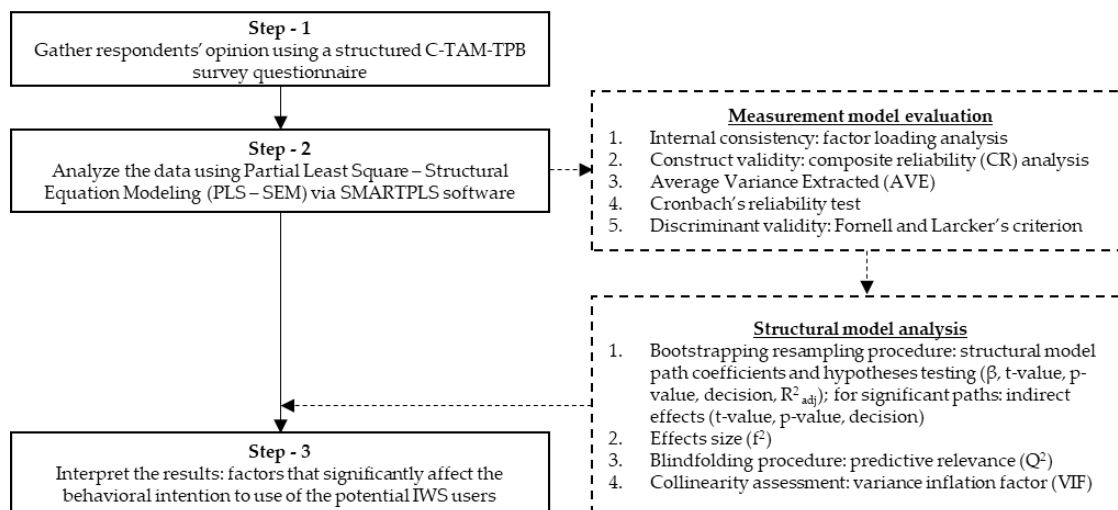 Step - 1
Gather respondents' opinion using a structured C-TAM-TPB
survey questionnaire
Step - 2
Analyze the data using Partial Least Square – Structural
Equation Modeling (PLS – SEM) via SMARTPLS software
Measurement model evaluation
1. Internal consistency: factor loading analysis
2. Construct validity: composite reliability (CR) analysis
3. Average Variance Extracted (AVE)
4. Cronbach's reliability test
5. Discriminant validity: Fornell and Larcker's criterion
Structural model analysis
1. Bootstrapping resampling procedure: structural model
path coefficients and hypotheses testing (β, t-value, p-
value, decision, R² adj); for significant paths: indirect
effects (t-value, p-value, decision)
2. Effects size (f²)
3. Blindfolding procedure: predictive relevance (Q²)
4. Collinearity assessment: variance inflation factor (VIF)
Step - 3
Interpret the results: factors that significantly affect the
behavioral intention to use of the potential IWS users